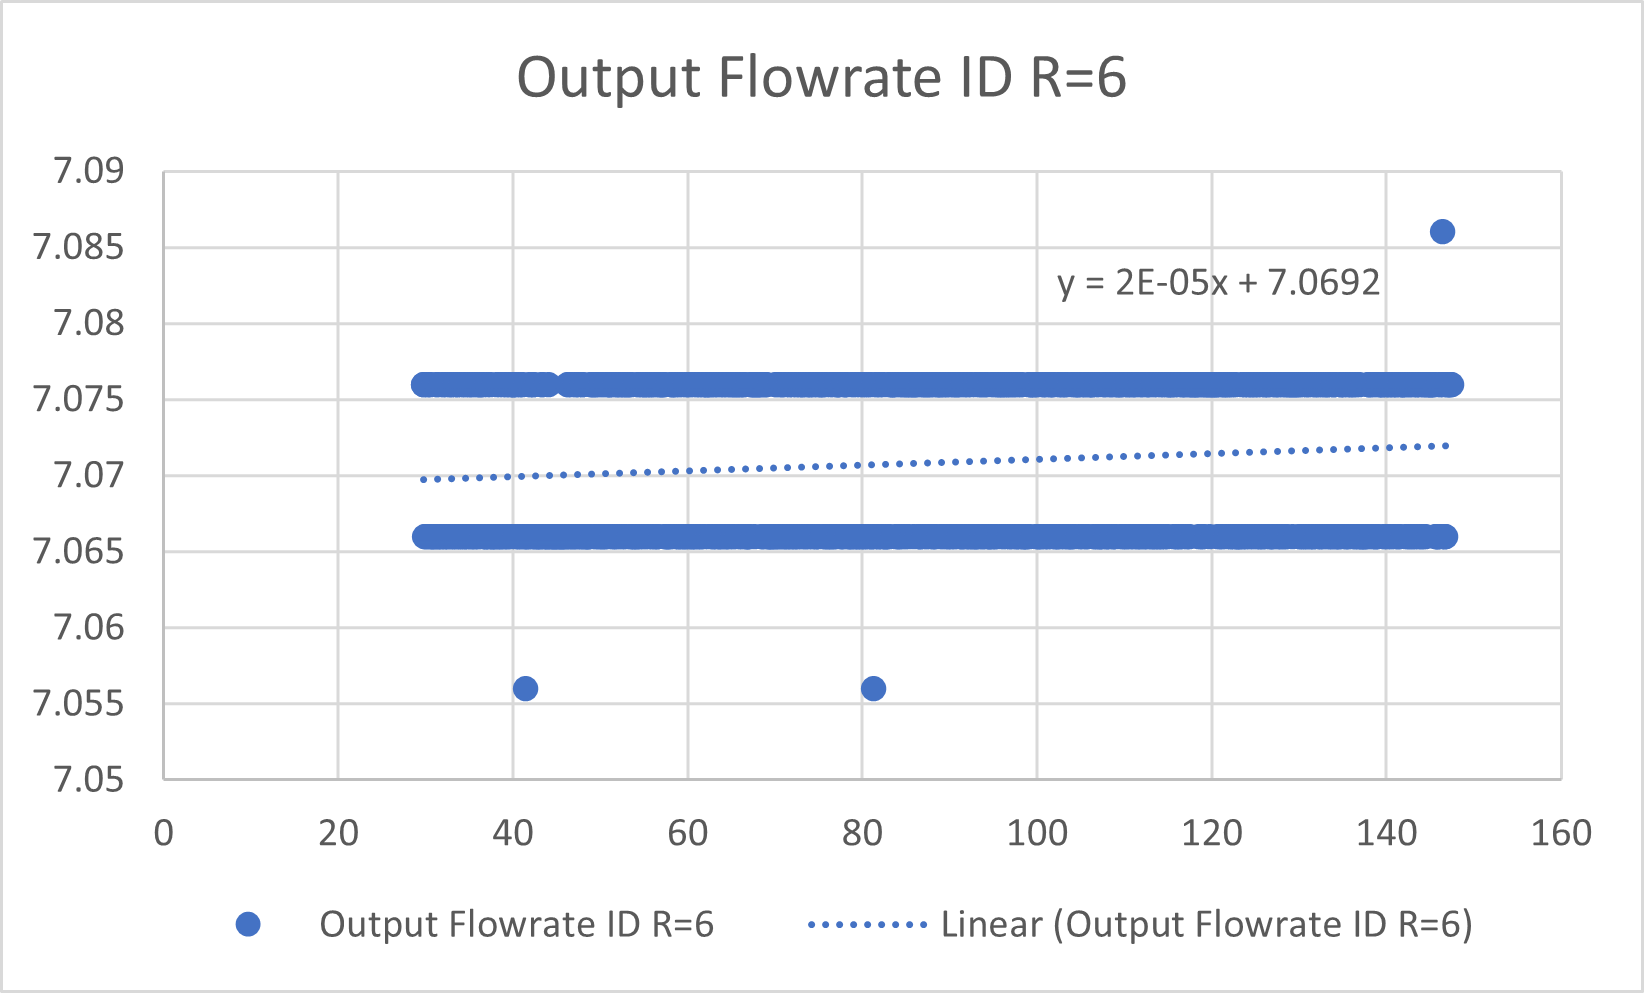 Output Flowrate ID R=6
7.09
7.085
y = 2E-05x + 7.0692
7.08
7.075
7.07
7.065
7.06
7.055
7.05
0 20 40 60 80 100 120 140 160
Output Flowrate ID R=6 Linear (Output Flowrate ID R=6)